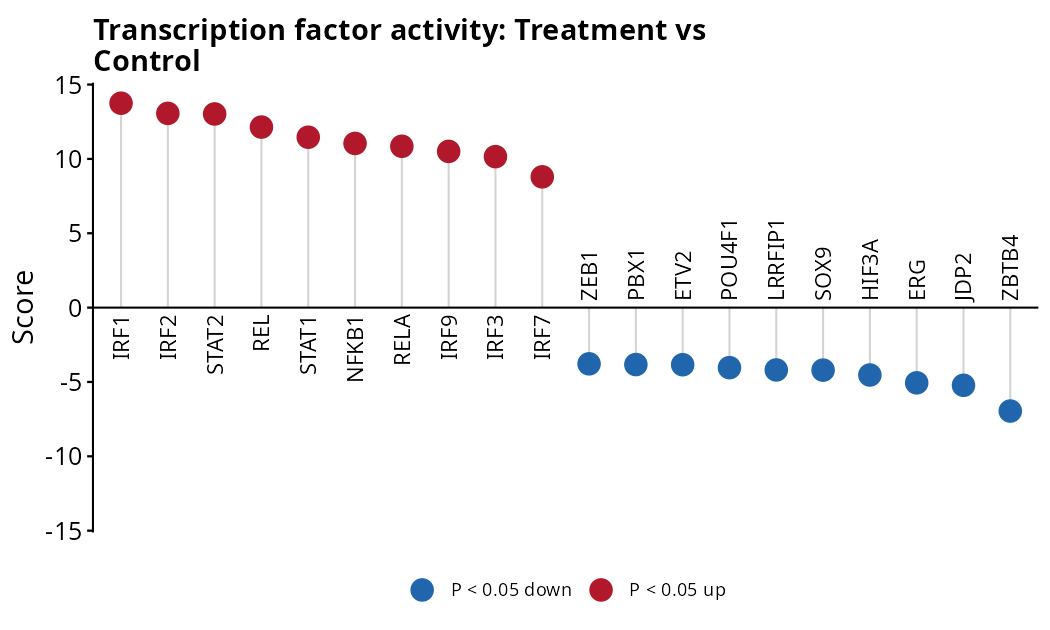 Transcription factor activity: Treatment vs
Control
Score
15
10
5
0
-5
-10
-15
IRF1
IRF2
STAT2
REL
STAT1
NFKB1
RELA
IRF9
IRF3
IRF7
ZEB1
PBX1
ETV2
POU4F1
LRRFIP1
SOX9
HIF3A
ERG
JDP2
ZBTB4
P < 0.05 down
P < 0.05 up